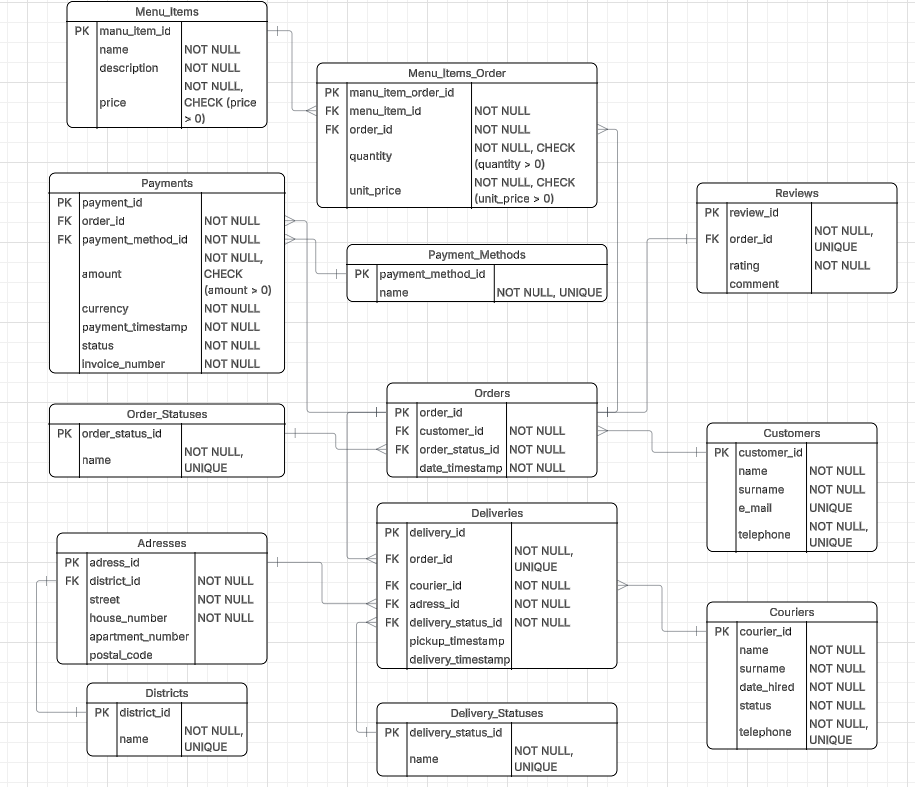 Menu_Items
PK manu_item_id
name NOT NULL
description NOT NULL
price NOT NULL,
CHECK (price
> 0)
Menu_Items_Order
PK manu_item_order_id
FK menu_item_id NOT NULL
FK order_id NOT NULL
quantity NOT NULL, CHECK
(quantity > 0)
unit_price NOT NULL, CHECK
(unit_price > 0)
Payments
PK payment_id
FK order_id NOT NULL
FK payment_method_id NOT NULL
amount NOT NULL,
CHECK
(amount > 0)
currency NOT NULL
payment_timestamp NOT NULL
status NOT NULL
invoice_number NOT NULL
Payment_Methods
PK payment_method_id
name NOT NULL, UNIQUE
Reviews
PK review_id
FK order_id NOT NULL,
UNIQUE
rating NOT NULL
comment
Orders
PK order_id
FK customer_id NOT NULL
FK order_status_id NOT NULL
date_timestamp NOT NULL
Order_Statuses
PK order_status_id
name NOT NULL,
UNIQUE
Customers
PK customer_id
name NOT NULL
surname NOT NULL
e_mail UNIQUE
telephone NOT NULL,
UNIQUE
Deliveries
PK delivery_id
FK order_id NOT NULL,
UNIQUE
FK courier_id NOT NULL
FK adress_id NOT NULL
FK delivery_status_id NOT NULL
pickup_timestamp
delivery_timestamp
Adresses
PK adress_id
FK district_id NOT NULL
street NOT NULL
house_number NOT NULL
apartment_number
postal_code
Couriers
PK courier_id
name NOT NULL
surname NOT NULL
date_hired NOT NULL
status NOT NULL
telephone NOT NULL,
UNIQUE
Districts
PK district_id
name NOT NULL,
UNIQUE
Delivery_Statuses
PK delivery_status_id
name NOT NULL,
UNIQUE